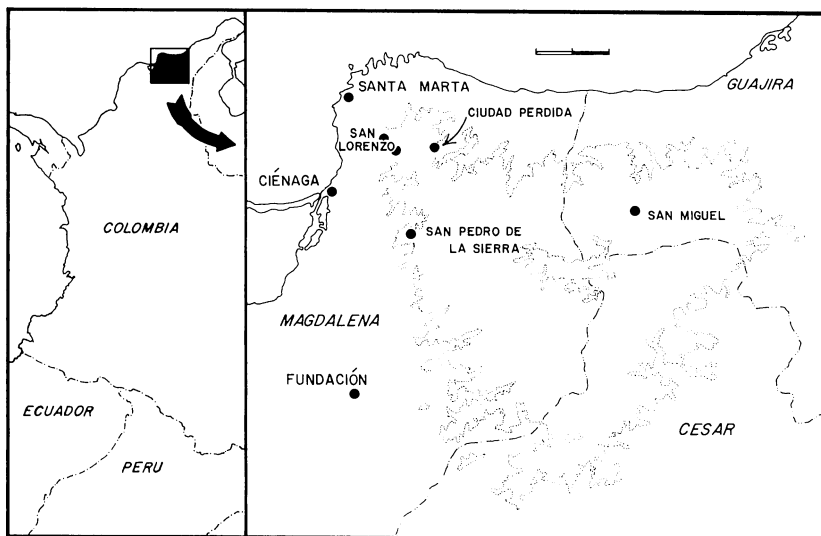 COLOMBIA
ECUADOR
PERU
SANTA MARTA
GUAJIRA
CIUDAD PERDIDA
SAN
LORENZO
CIÉNAGA
SAN MIGUEL
SAN PEDRO DE
LA SIERRA
MAGDALENA
FUNDACIÓN
CESAR